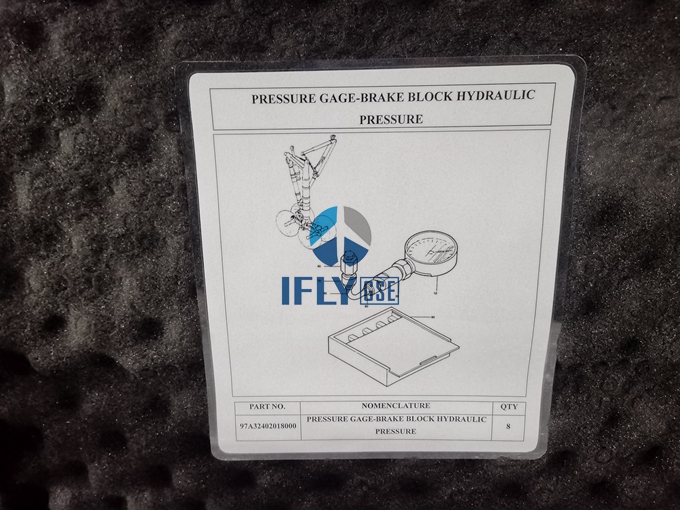 PRESSURE GAGE-BRAKE BLOCK HYDRAULIC
PRESSURE
IFLY GSE
PART NO.
NOMENCLATURE
QTY
97A32402018000
PRESSURE GAGE-BRAKE BLOCK HYDRAULIC
PRESSURE
8